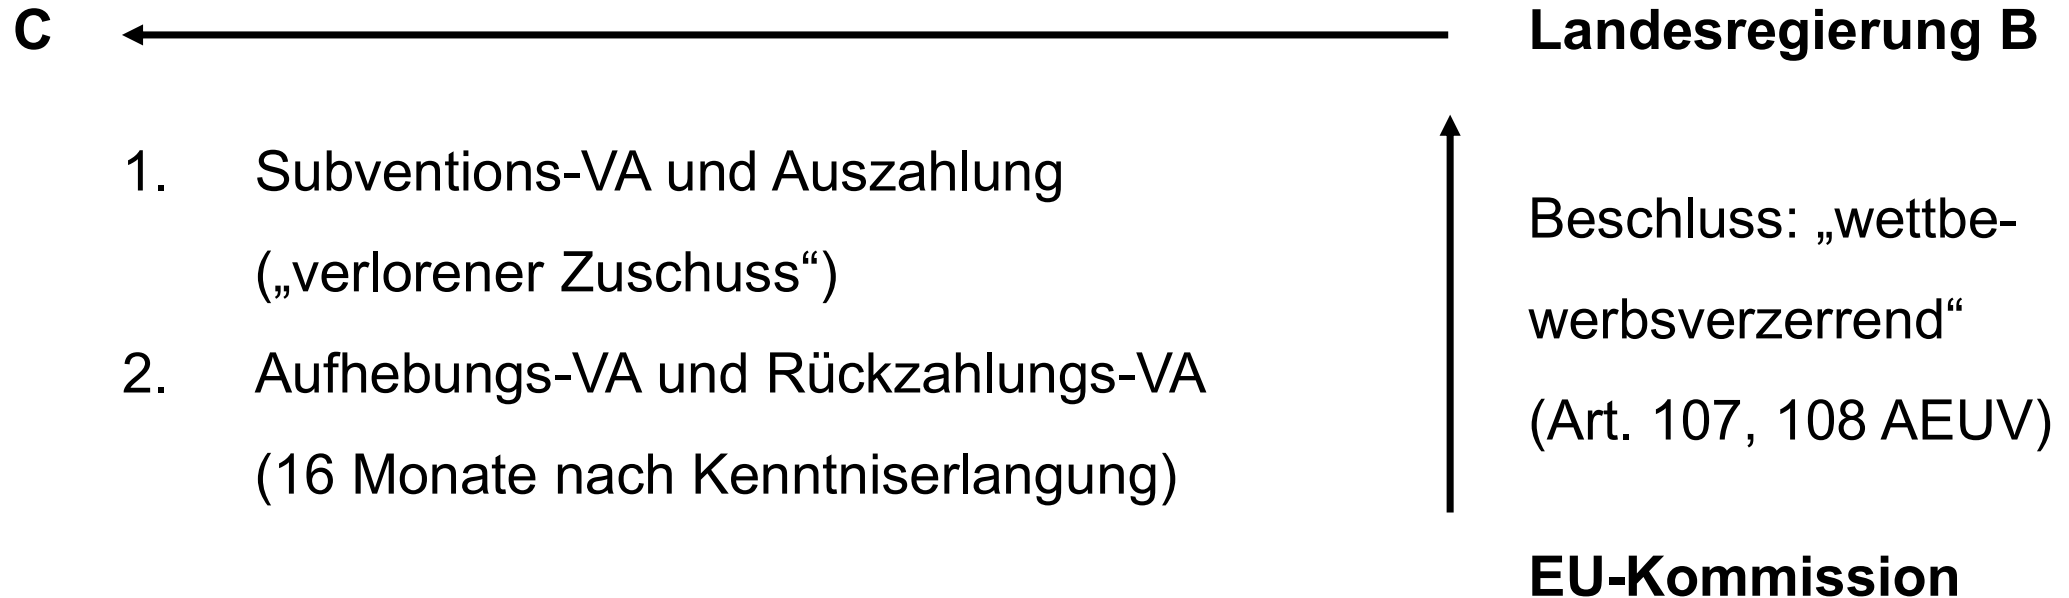 C
Landesregierung B
1. Subventions-VA und Auszahlung
(„verlorener Zuschuss“)
2. Aufhebungs-VA und Rückzahlungs-VA
(16 Monate nach Kenntniserlangung)
Beschluss: „wettbe-
werbsverzerrend“
(Art. 107, 108 AEUV)
EU-Kommission